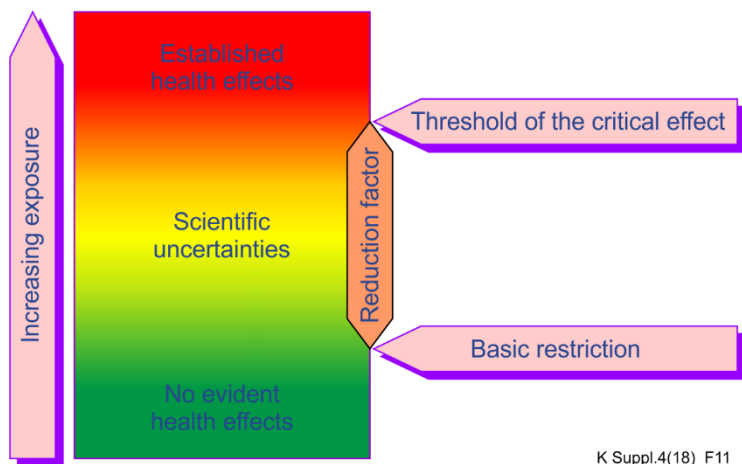 Established
health effects
Threshold of the critical effect
Increasing exposure
Scientific
uncertainties
Reduction factor
Basic restriction
No evident
health effects
K Suppl.4(18)_F11